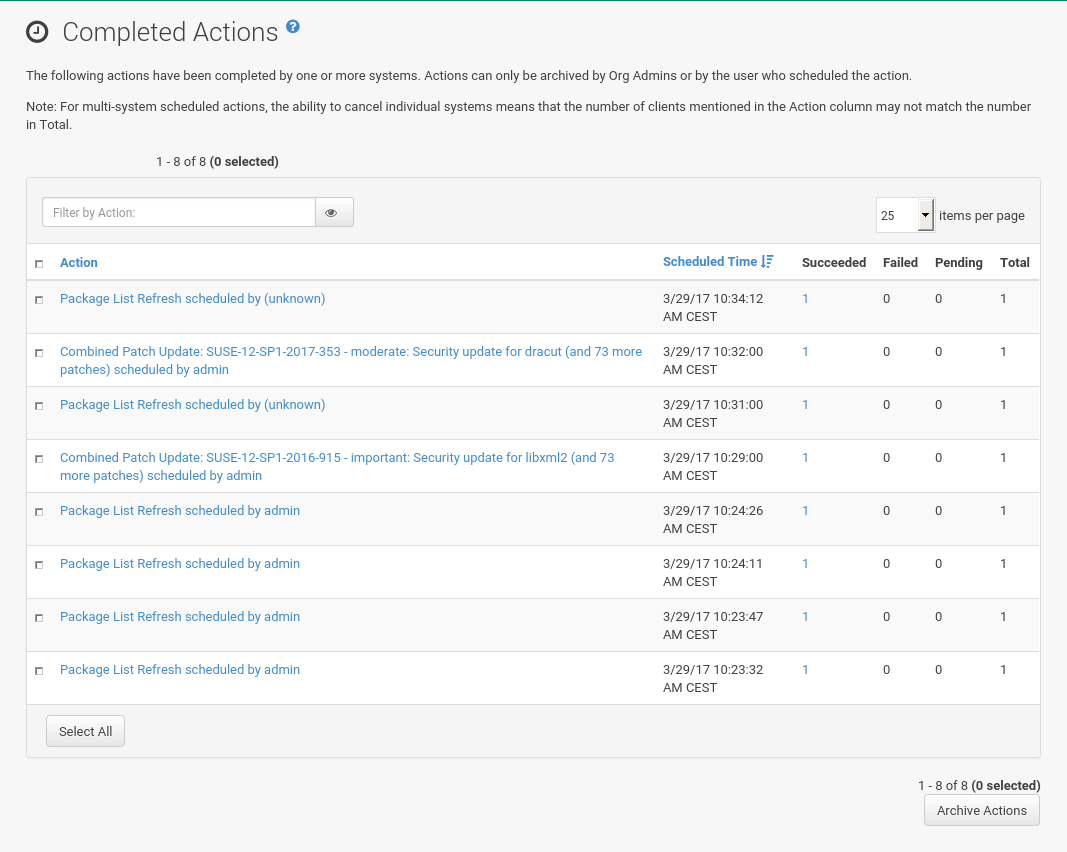 Completed Actions ?
The following actions have been completed by one or more systems. Actions can only be archived by Org Admins or by the user who scheduled the action.
Note: For multi-system scheduled actions, the ability to cancel individual systems means that the number of clients mentioned in the Action column may not match the number
in Total.
1 - 8 of 8 (0 selected)
Filter by Action: 25 items per page
Action Scheduled Time Succeeded Failed Pending Total
Package List Refresh scheduled by (unknown) 3/29/17 10:34:12 1 0 0 1
AM CEST
Combined Patch Update: SUSE-12-SP1-2017-353 - moderate: Security update for dracut (and 73 more 3/29/17 10:32:00 1 0 0 1
patches) scheduled by admin AM CEST
Package List Refresh scheduled by (unknown) 3/29/17 10:31:00 1 0 0 1
AM CEST
Combined Patch Update: SUSE-12-SP1-2016-915 - important: Security update for libxml2 (and 73 3/29/17 10:29:00 1 0 0 1
more patches) scheduled by admin AM CEST
Package List Refresh scheduled by admin 3/29/17 10:24:26 1 0 0 1
AM CEST
Package List Refresh scheduled by admin 3/29/17 10:24:11 1 0 0 1
AM CEST
Package List Refresh scheduled by admin 3/29/17 10:23:47 1 0 0 1
AM CEST
Package List Refresh scheduled by admin 3/29/17 10:23:32 1 0 0 1
AM CEST
Select All
1 - 8 of 8 (0 selected)
Archive Actions